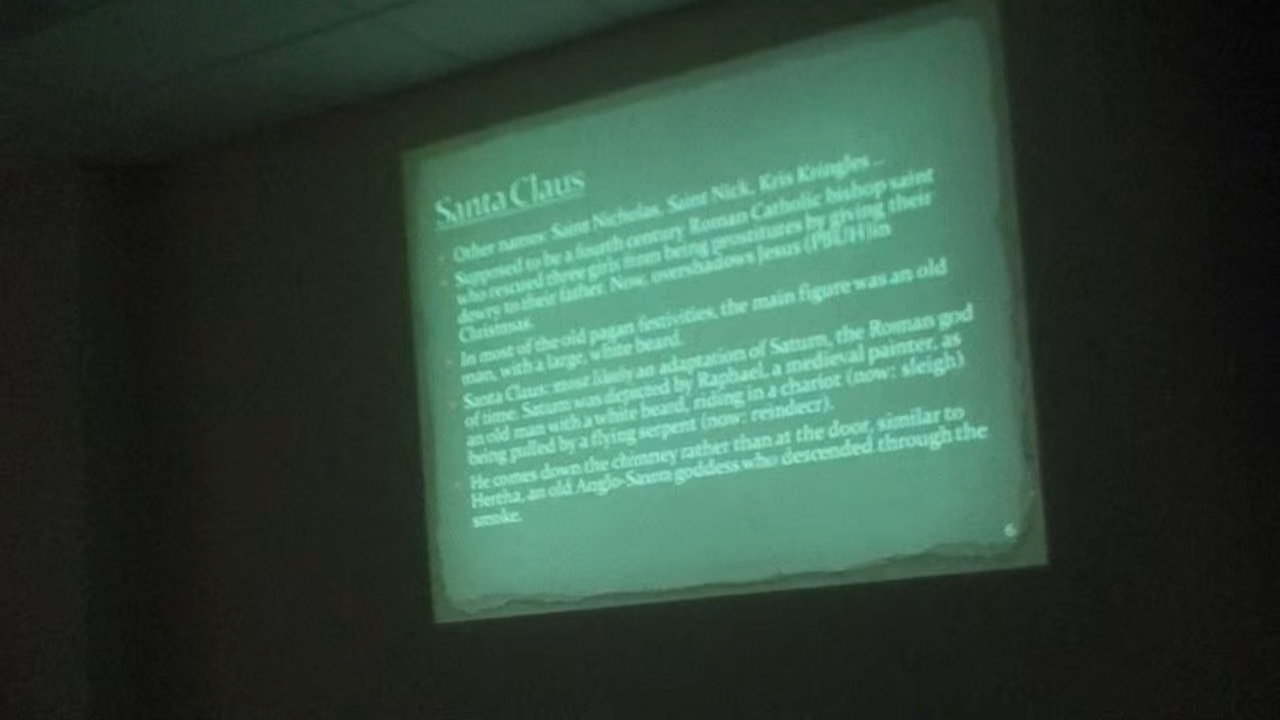 Santa Claus
Other names: Saint Nicholas, Saint Nick, Kris Kringles...
Supposed to be a fourth century Roman Catholic bishop saint
who rescued three girls from being prostitutes by giving their
dowry to their father. Now, overshadows Jesus (PBUH) in
Christmas.
In most of the old pagan festivities, the main figure was an old
man, with a large, white beard.
Santa Claus: most likely an adaptation of Saturn, the Roman god
of time. Saturn was depicted by Raphael, a medieval painter, as
an old man with a white beard, riding in a chariot (now: sleigh)
being pulled by a flying serpent (now: reindeer).
He comes down the chimney rather than at the door, similar to
Hertha, an old Anglo-Saxon goddess who descended through the
smoke.
6